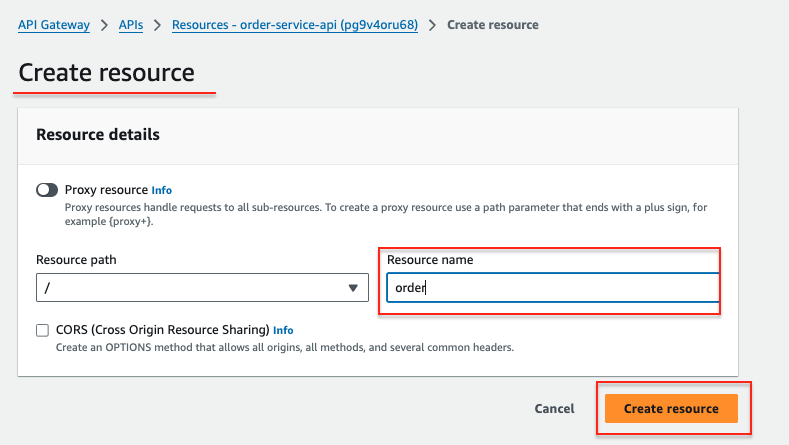 API Gateway > APIs > Resources - order-service-api (pg9v4oru68) > Create resource
Create resource
Resource details
Proxy resource Info
Proxy resources handle requests to all sub-resources. To create a proxy resource use a path parameter that ends with a plus sign, for
example {proxy+}.
Resource path
/
Resource name
order
CORS (Cross Origin Resource Sharing) Info
Create an OPTIONS method that allows all origins, all methods, and several common headers.
Cancel
Create resource